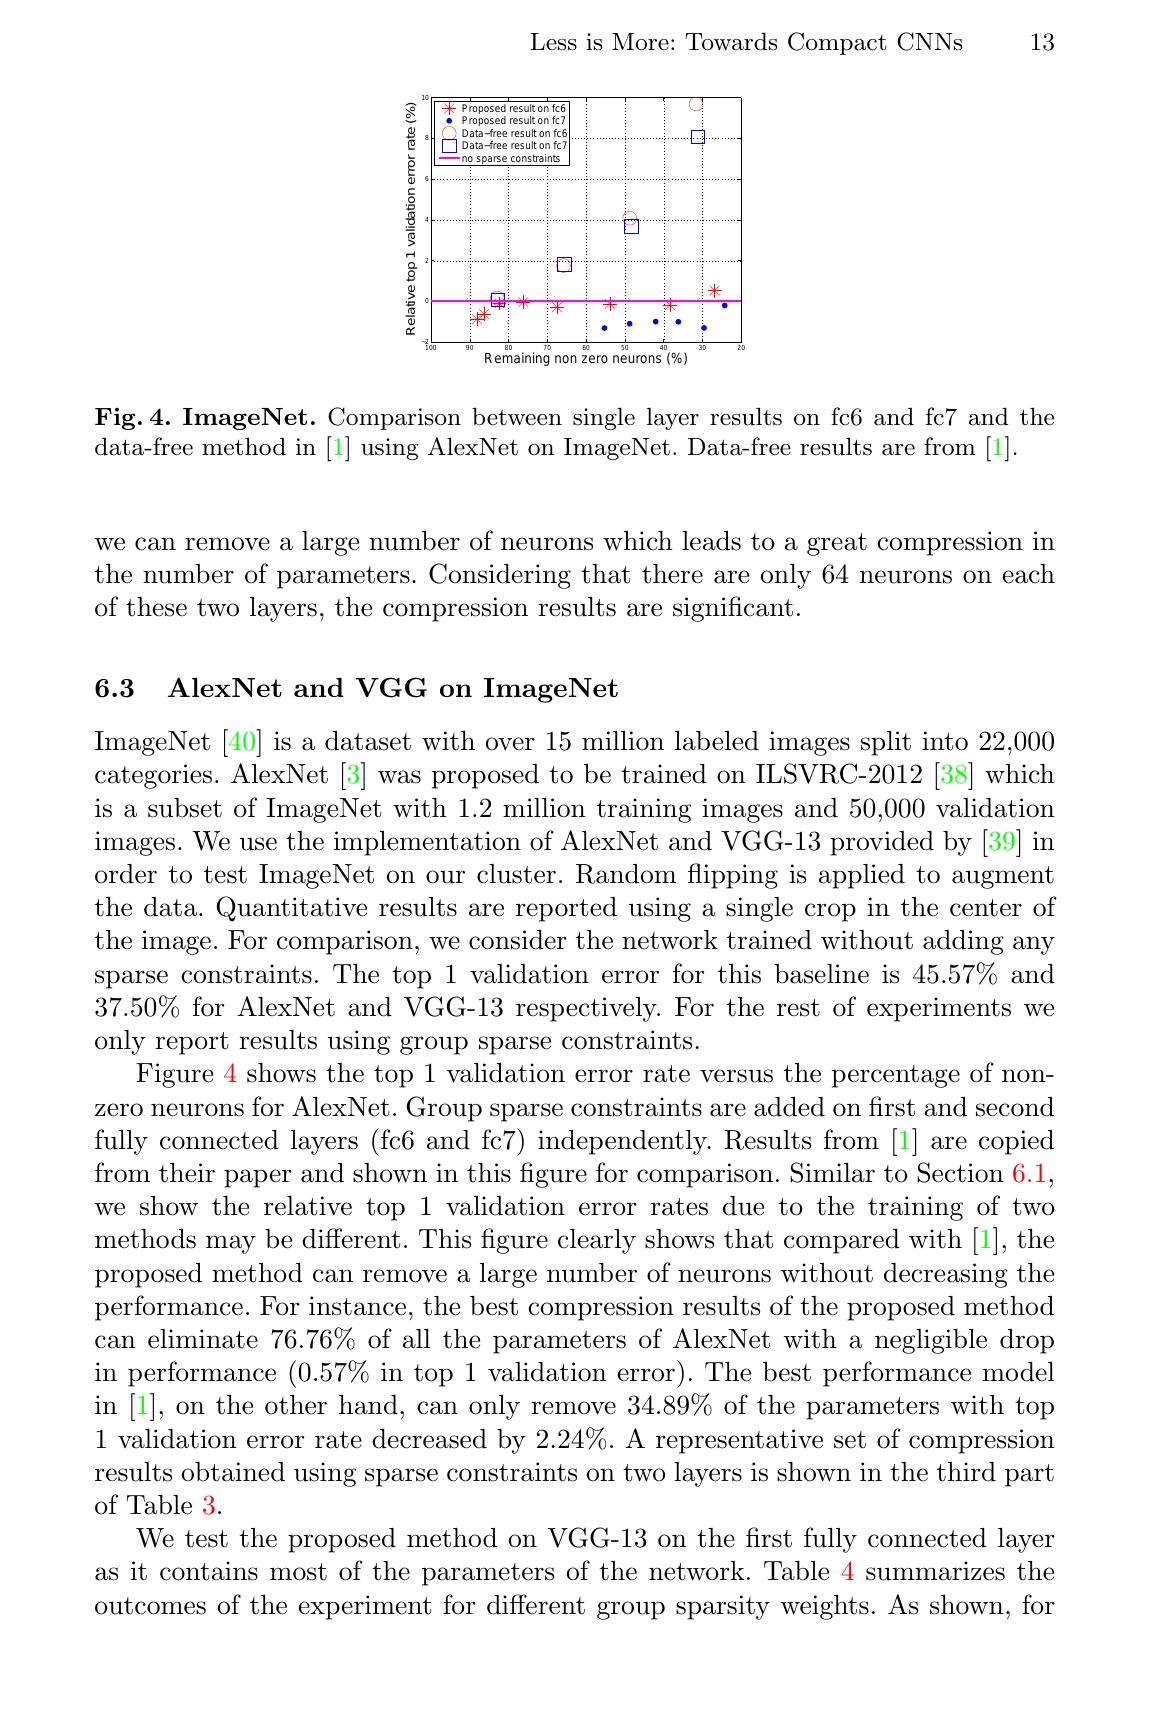 Less is More: Towards Compact CNNs 13
10
8
6
4
2
0
−2
Relative top 1 validation error rate (%)
Proposed result on fc6
Proposed result on fc7
Data−free result on fc6
Data−free result on fc7
no sparse constraints
100 90 80 70 60 50 40 30 20
Remaining non zero neurons (%)
Fig. 4. ImageNet. Comparison between single layer results on fc6 and fc7 and the
data-free method in [1] using AlexNet on ImageNet. Data-free results are from [1].
we can remove a large number of neurons which leads to a great compression in
the number of parameters. Considering that there are only 64 neurons on each
of these two layers, the compression results are significant.
6.3 AlexNet and VGG on ImageNet
ImageNet [40] is a dataset with over 15 million labeled images split into 22,000
categories. AlexNet [3] was proposed to be trained on ILSVRC-2012 [38] which
is a subset of ImageNet with 1.2 million training images and 50,000 validation
images. We use the implementation of AlexNet and VGG-13 provided by [39] in
order to test ImageNet on our cluster. Random flipping is applied to augment
the data. Quantitative results are reported using a single crop in the center of
the image. For comparison, we consider the network trained without adding any
sparse constraints. The top 1 validation error for this baseline is 45.57% and
37.50% for AlexNet and VGG-13 respectively. For the rest of experiments we
only report results using group sparse constraints.
Figure 4 shows the top 1 validation error rate versus the percentage of non-
zero neurons for AlexNet. Group sparse constraints are added on first and second
fully connected layers (fc6 and fc7) independently. Results from [1] are copied
from their paper and shown in this figure for comparison. Similar to Section 6.1,
we show the relative top 1 validation error rates due to the training of two
methods may be different. This figure clearly shows that compared with [1], the
proposed method can remove a large number of neurons without decreasing the
performance. For instance, the best compression results of the proposed method
can eliminate 76.76% of all the parameters of AlexNet with a negligible drop
in performance (0.57% in top 1 validation error). The best performance model
in [1], on the other hand, can only remove 34.89% of the parameters with top
1 validation error rate decreased by 2.24%. A representative set of compression
results obtained using sparse constraints on two layers is shown in the third part
of Table 3.
We test the proposed method on VGG-13 on the first fully connected layer
as it contains most of the parameters of the network. Table 4 summarizes the
outcomes of the experiment for different group sparsity weights. As shown, for